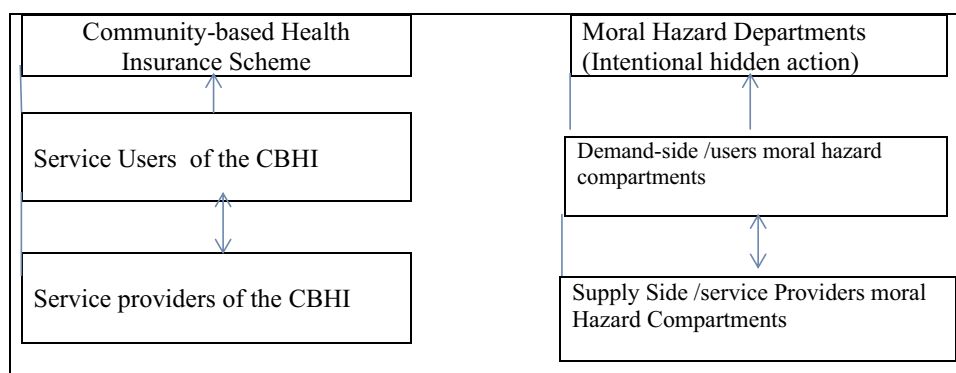 Community-based Health
Insurance Scheme
Service Users of the CBHI
Service providers of the CBHI
Moral Hazard Departments
(Intentional hidden action)
Demand-side /users moral hazard
compartments
Supply Side /service Providers moral
Hazard Compartments